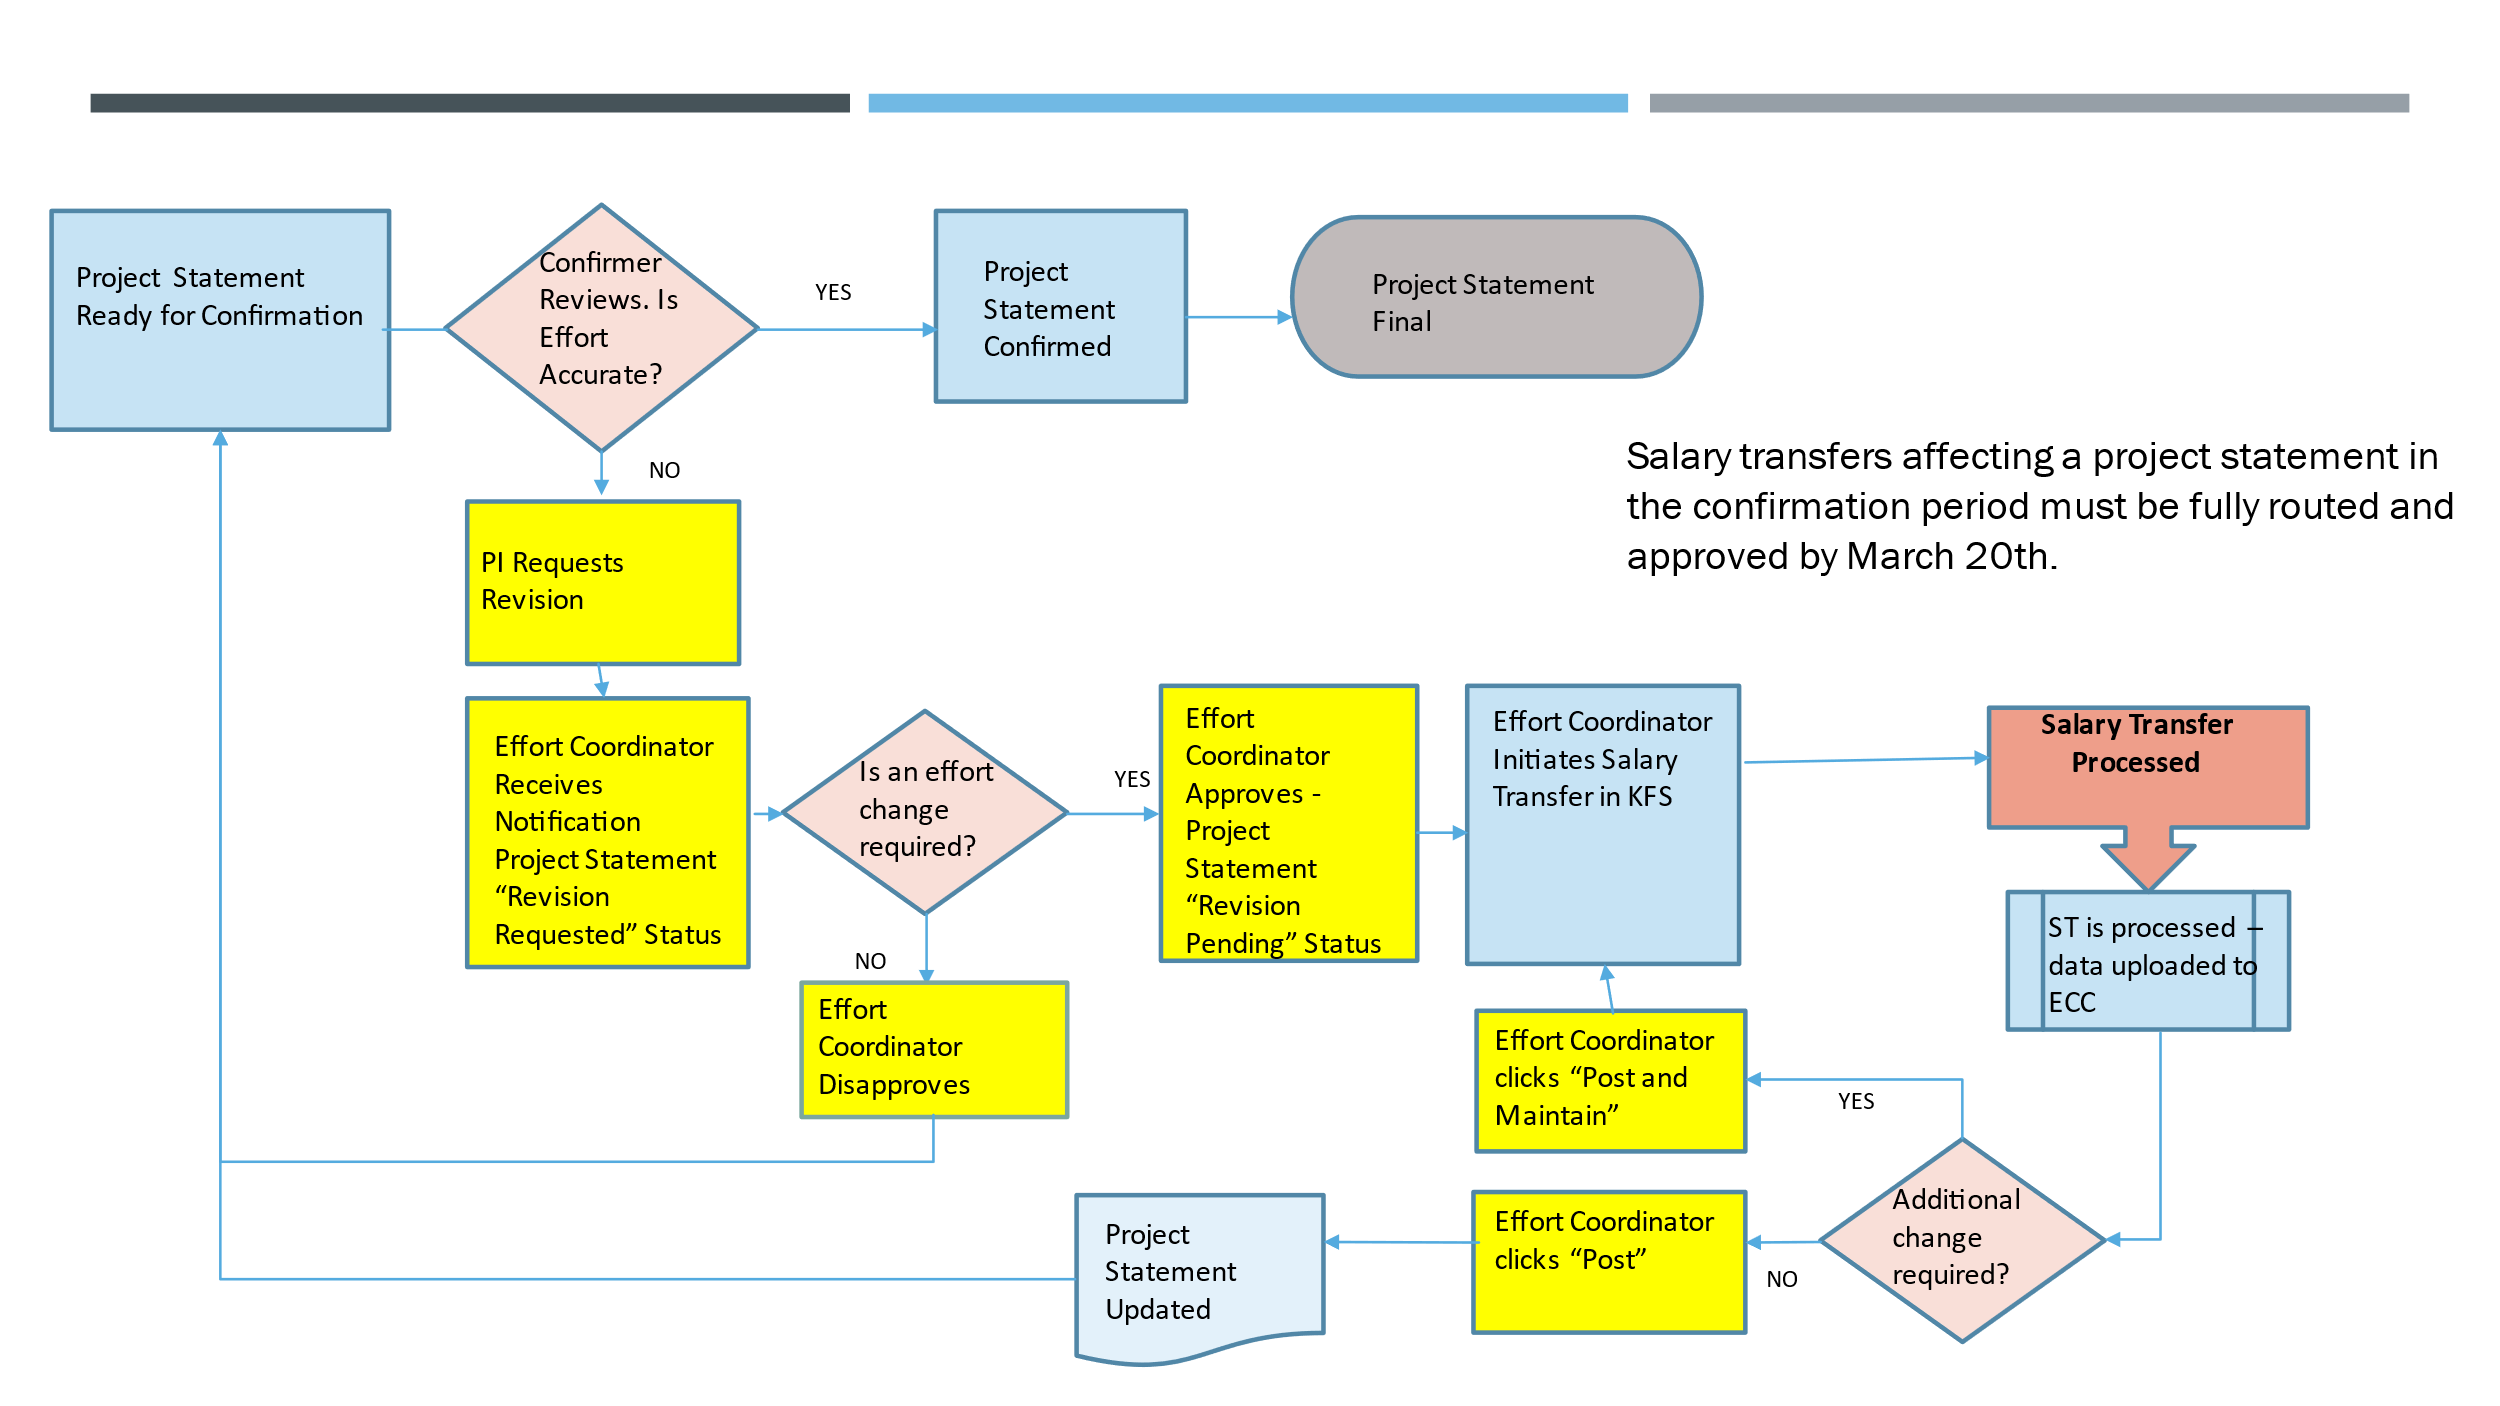 Project  Statement
Ready for Confirmation
Confirmer
Reviews. Is
Effort
Accurate?
YES
Project
Statement
Confirmed
Project Statement
Final
NO
Salary transfers affecting a project statement in
the confirmation period must be fully routed and
approved by March 20th.
PI Requests
Revision
Effort Coordinator
Receives
Notification
Project Statement
“Revision
Requested” Status
Is an effort
change
required?
YES
Effort
Coordinator
Approves -
Project
Statement
“Revision
Pending” Status
Effort Coordinator
Initiates Salary
Transfer in KFS
Salary Transfer
Processed
NO
Effort
Coordinator
Disapproves
ST is processed –
data uploaded to
ECC
Effort Coordinator
clicks “Post and
Maintain”
YES
Additional
change
required?
NO
Effort Coordinator
clicks “Post”
Project
Statement
Updated